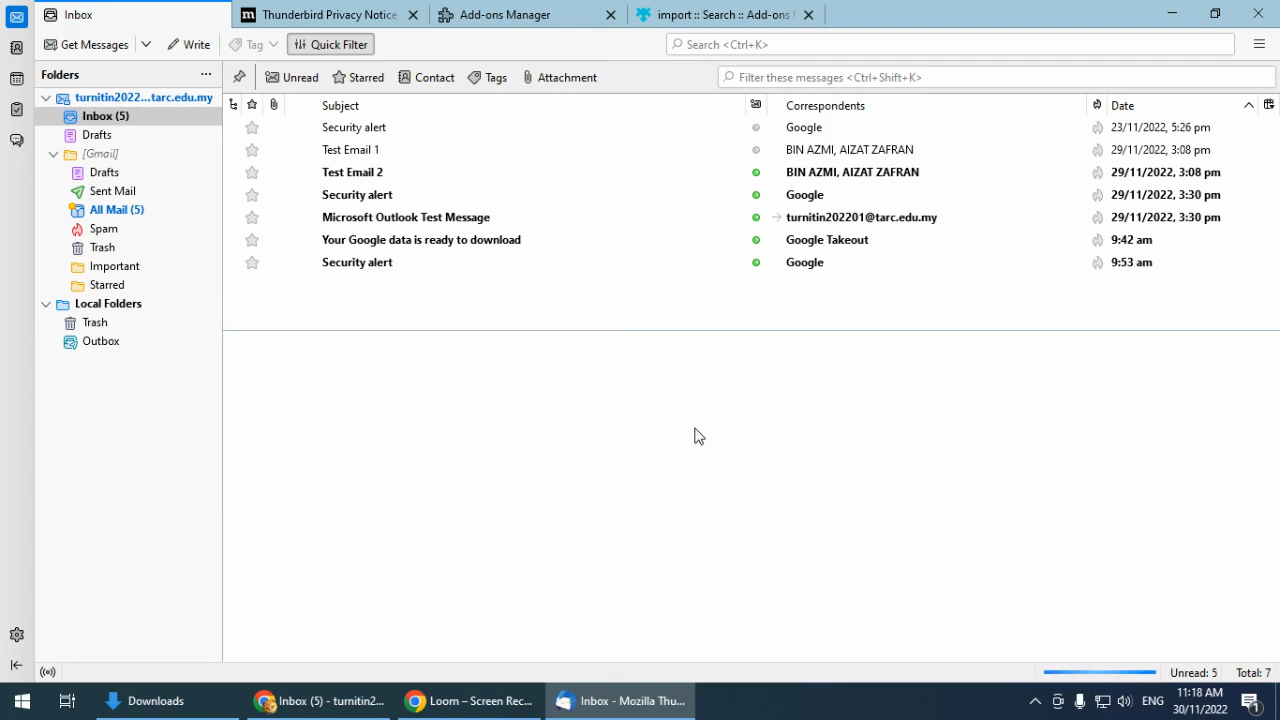 Inbox
Thunderbird Privacy Notice
Add-ons Manager
import :: Search :: Add-ons f
Get Messages
Write
Tag
Quick Filter
Search <Ctrl+K>
Folders
Unread
Starred
Contact
Tags
Attachment
Filter these messages <Ctrl+Shift+K>
turnitin2022...tarc.edu.my
Inbox (5)
Drafts
[Gmail]
Drafts
Sent Mail
All Mail (5)
Spam
Trash
Important
Starred
Local Folders
Trash
Outbox
Subject Correspondents Date
Security alert Google 23/11/2022, 5:26 pm
Test Email 1 BIN AZMI, AIZAT ZAFRAN 29/11/2022, 3:08 pm
Test Email 2 BIN AZMI, AIZAT ZAFRAN 29/11/2022, 3:08 pm
Security alert Google 29/11/2022, 3:30 pm
Microsoft Outlook Test Message turnitin202201@tarc.edu.my 29/11/2022, 3:30 pm
Your Google data is ready to download Google Takeout 9:42 am
Security alert Google 9:53 am
Unread: 5 Total: 7
Downloads
Inbox (5) - turnitin2...
Loom – Screen Rec...
Inbox - Mozilla Thu...
ENG
11:18 AM
30/11/2022
1